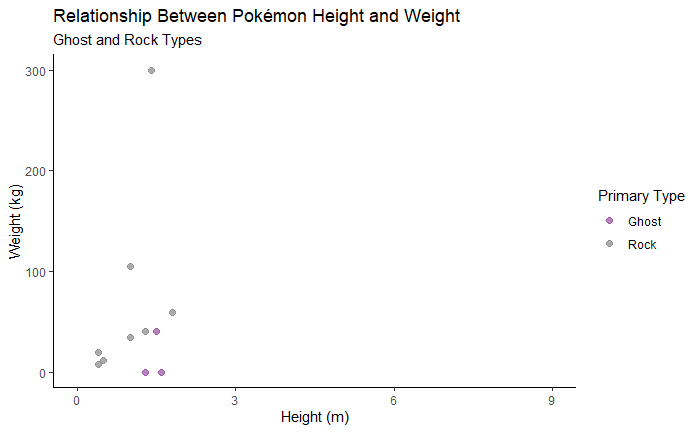 Relationship Between Pokémon Height and Weight
Ghost and Rock Types
300
200
100
0
Weight (kg)
0 3 6 9
Height (m)
Primary Type
Ghost
Rock